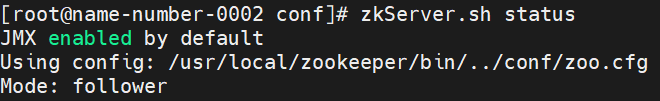 [root@name-number-0002 conf]# zkServer.sh status
JMX enabled by default
Using config: /usr/local/zookeeper/bin/../conf/zoo.cfg
Mode: follower